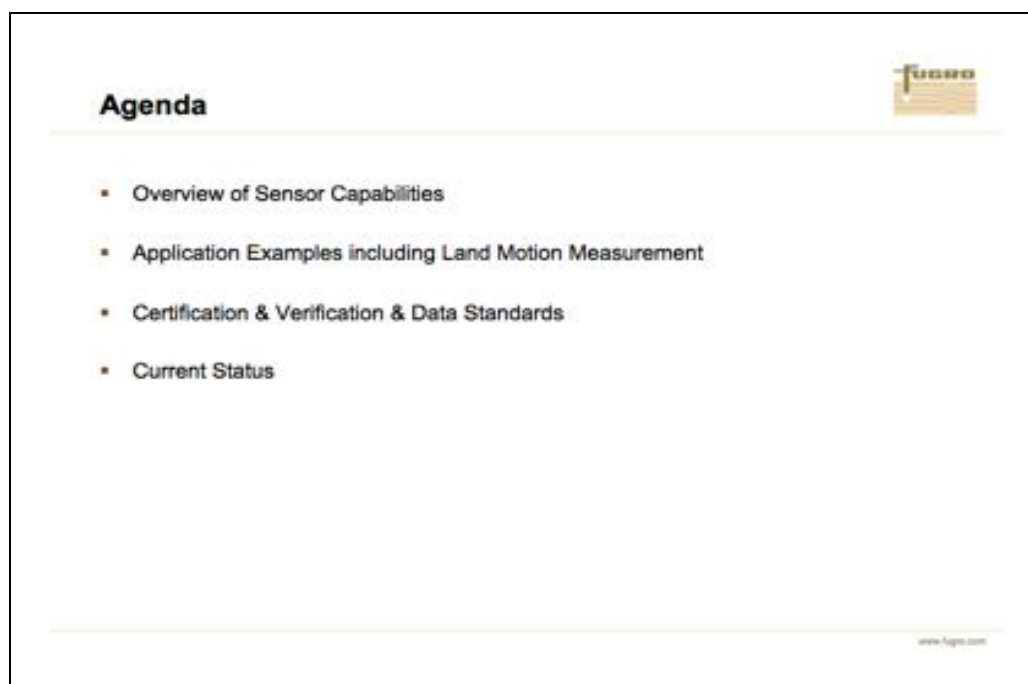 Agenda
fugro
▪ Overview of Sensor Capabilities
▪ Application Examples including Land Motion Measurement
▪ Certification & Verification & Data Standards
▪ Current Status
www.fugro.com